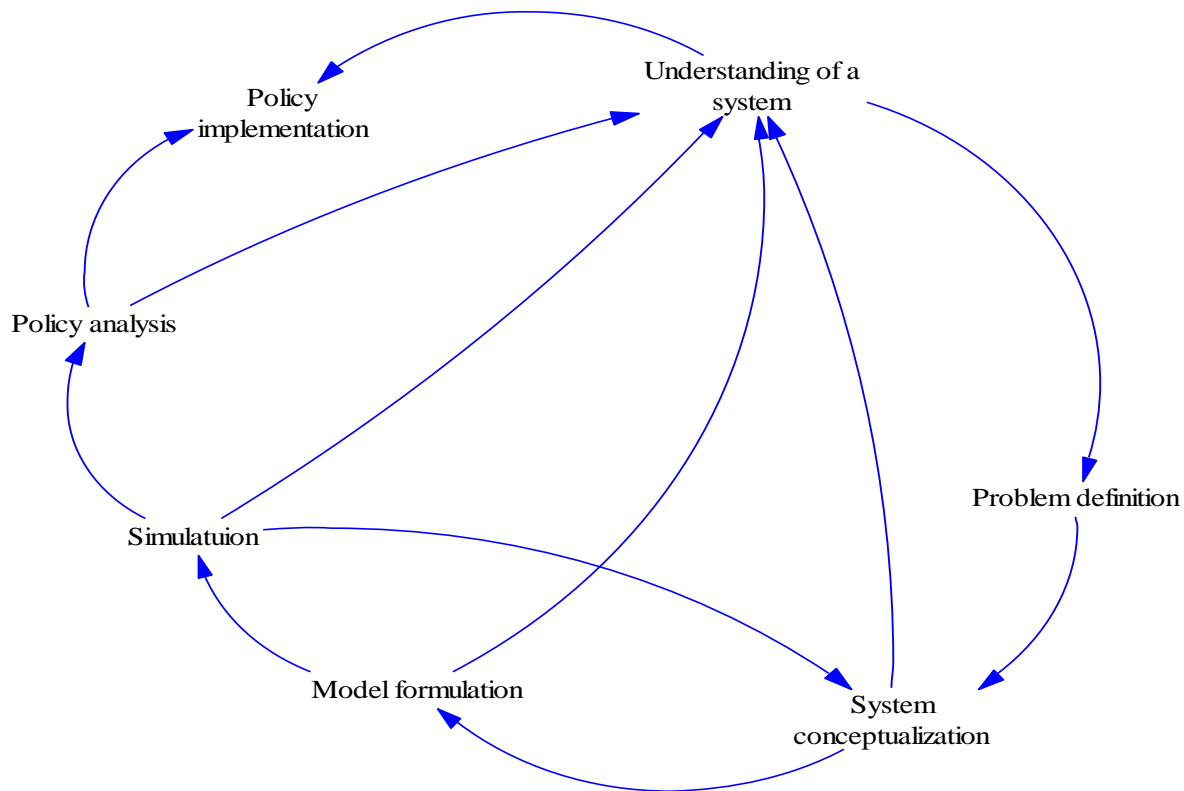 Understanding of a
system
Policy
implementation
Policy analysis
Problem definition
Simulatuion
Model formulation
System
conceptualization